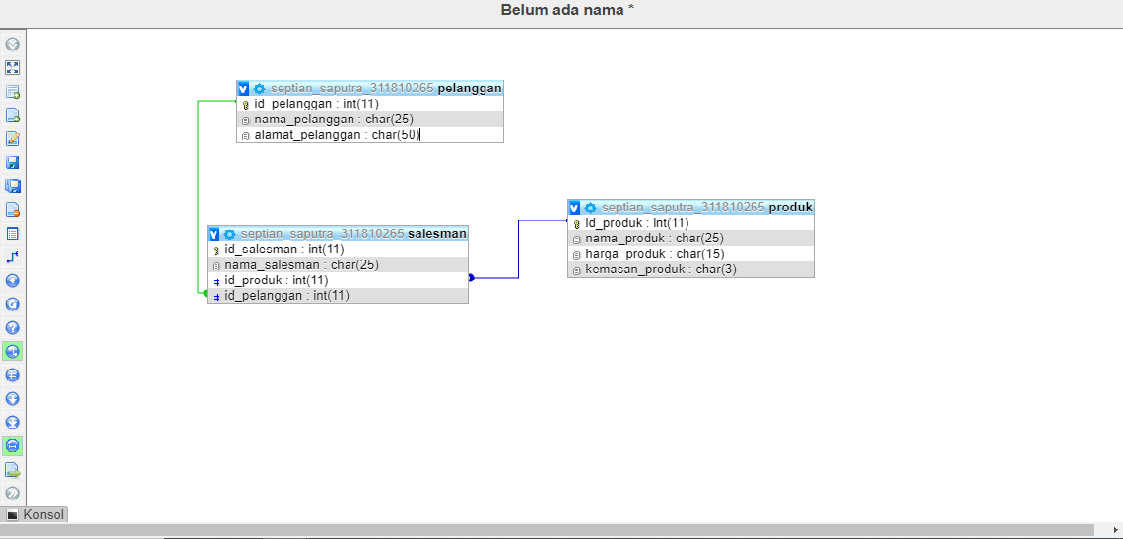 Belum ada nama *
septian_saputra_311810265 pelanggan
id_pelanggan : int(11)
nama_pelanggan : char(25)
alamat_pelanggan : char(50)
septian_saputra_311810265 produk
id_produk : int(11)
nama_produk : char(25)
harga_produk : char(15)
kemasan_produk : char(3)
septian_saputra_311810265 salesman
id_salesman : int(11)
nama_salesman : char(25)
id_produk : int(11)
id_pelanggan : int(11)
Konsol